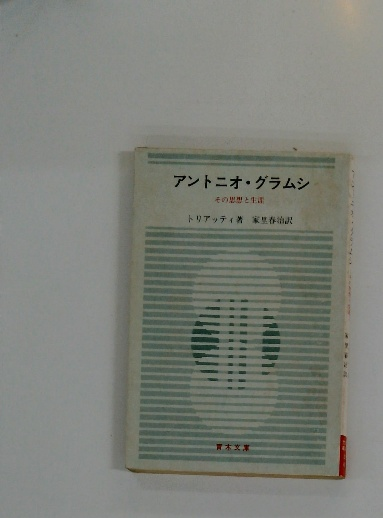 アントニオ・グラムシ
その思想と生涯
トリアッティ著 家里春治訳
青木文庫